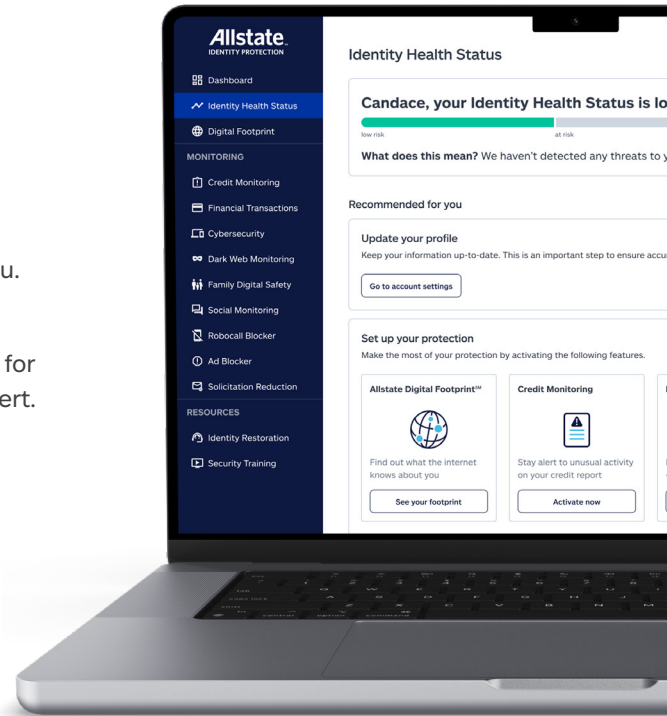 u.
for
ert.
Allstate
IDENTITY PROTECTION
Dashboard
Identity Health Status
Digital Footprint
MONITORING
Credit Monitoring
Financial Transactions
Cybersecurity
Dark Web Monitoring
Family Digital Safety
Social Monitoring
Robocall Blocker
Ad Blocker
Solicitation Reduction
RESOURCES
Identity Restoration
Security Training
Identity Health Status
Candace, your Identity Health Status is lo
low risk
at risk
What does this mean? We haven't detected any threats to y
Recommended for you
Update your profile
Keep your information up-to-date. This is an important step to ensure accu
Go to account settings
Set up your protection
Make the most of your protection by activating the following features.
Allstate Digital Footprint℠
Find out what the internet
knows about you
See your footprint
Credit Monitoring
Stay alert to unusual activity
on your credit report
Activate now